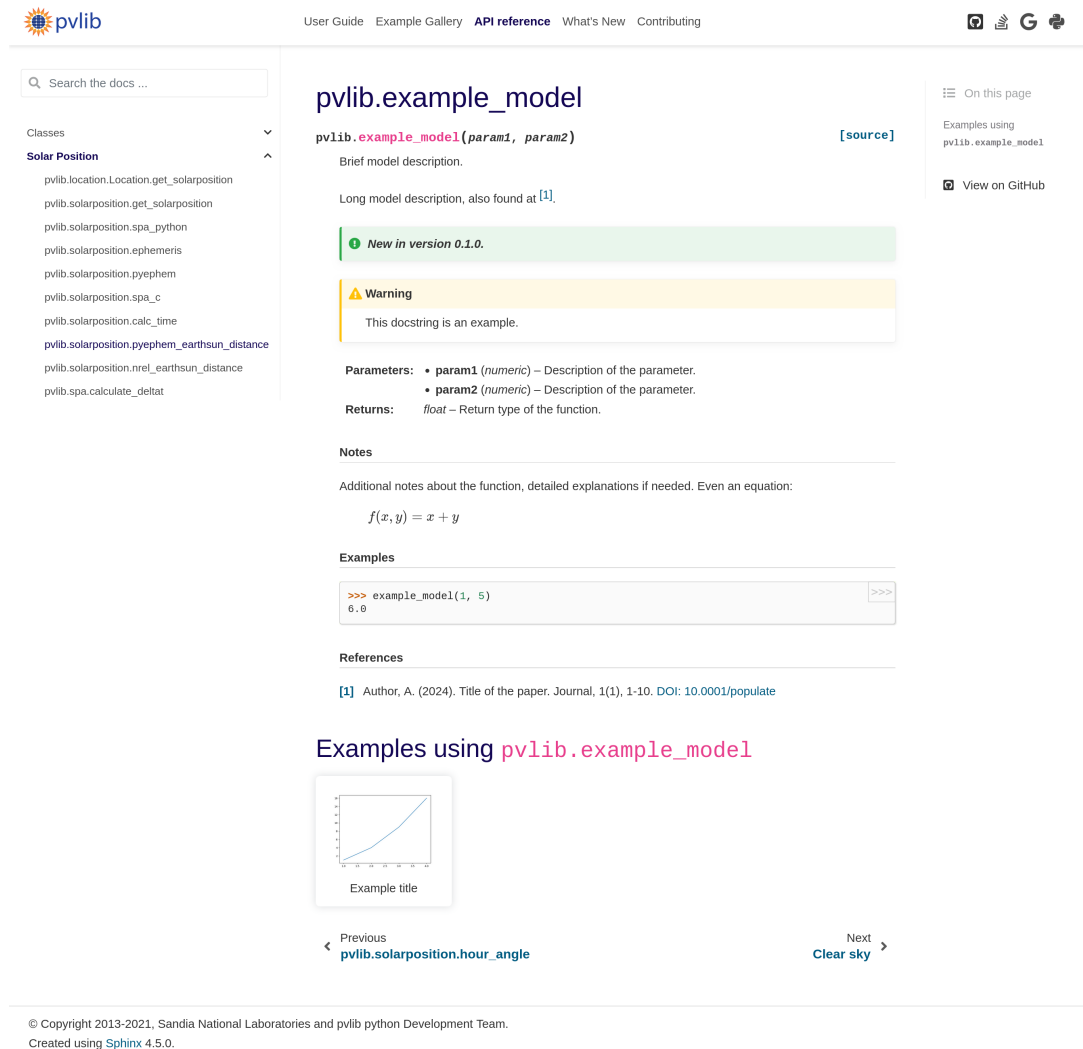 pvlib
User Guide Example Gallery API reference What's New Contributing
Search the docs ...
Classes
Solar Position
pvlib.location.Location.get_solarposition
pvlib.solarposition.get_solarposition
pvlib.solarposition.spa_python
pvlib.solarposition.ephemeris
pvlib.solarposition.pyephem
pvlib.solarposition.spa_c
pvlib.solarposition.calc_time
pvlib.solarposition.pyephem_earthsun_distance
pvlib.solarposition.nrel_earthsun_distance
pvlib.spa.calculate_deltat
pvlib.example_model
pvlib.example_model(param1, param2) [source]
Brief model description.
Long model description, also found at [1].
New in version 0.1.0.
Warning
This docstring is an example.
Parameters: • param1 (numeric) – Description of the parameter.
• param2 (numeric) – Description of the parameter.
Returns: float – Return type of the function.
Notes
Additional notes about the function, detailed explanations if needed. Even an equation:
f(x, y) = x + y
Examples
>>> example_model(1, 5)
>>>
6.0
References
[1] Author, A. (2024). Title of the paper. Journal, 1(1), 1-10. DOI: 10.0001/populate
Examples using pvlib.example_model
Example title
Previous
pvlib.solarposition.hour_angle
Next
Clear sky
On this page
Examples using
pvlib.example_model
View on GitHub
© Copyright 2013-2021, Sandia National Laboratories and pvlib python Development Team.
Created using Sphinx 4.5.0.